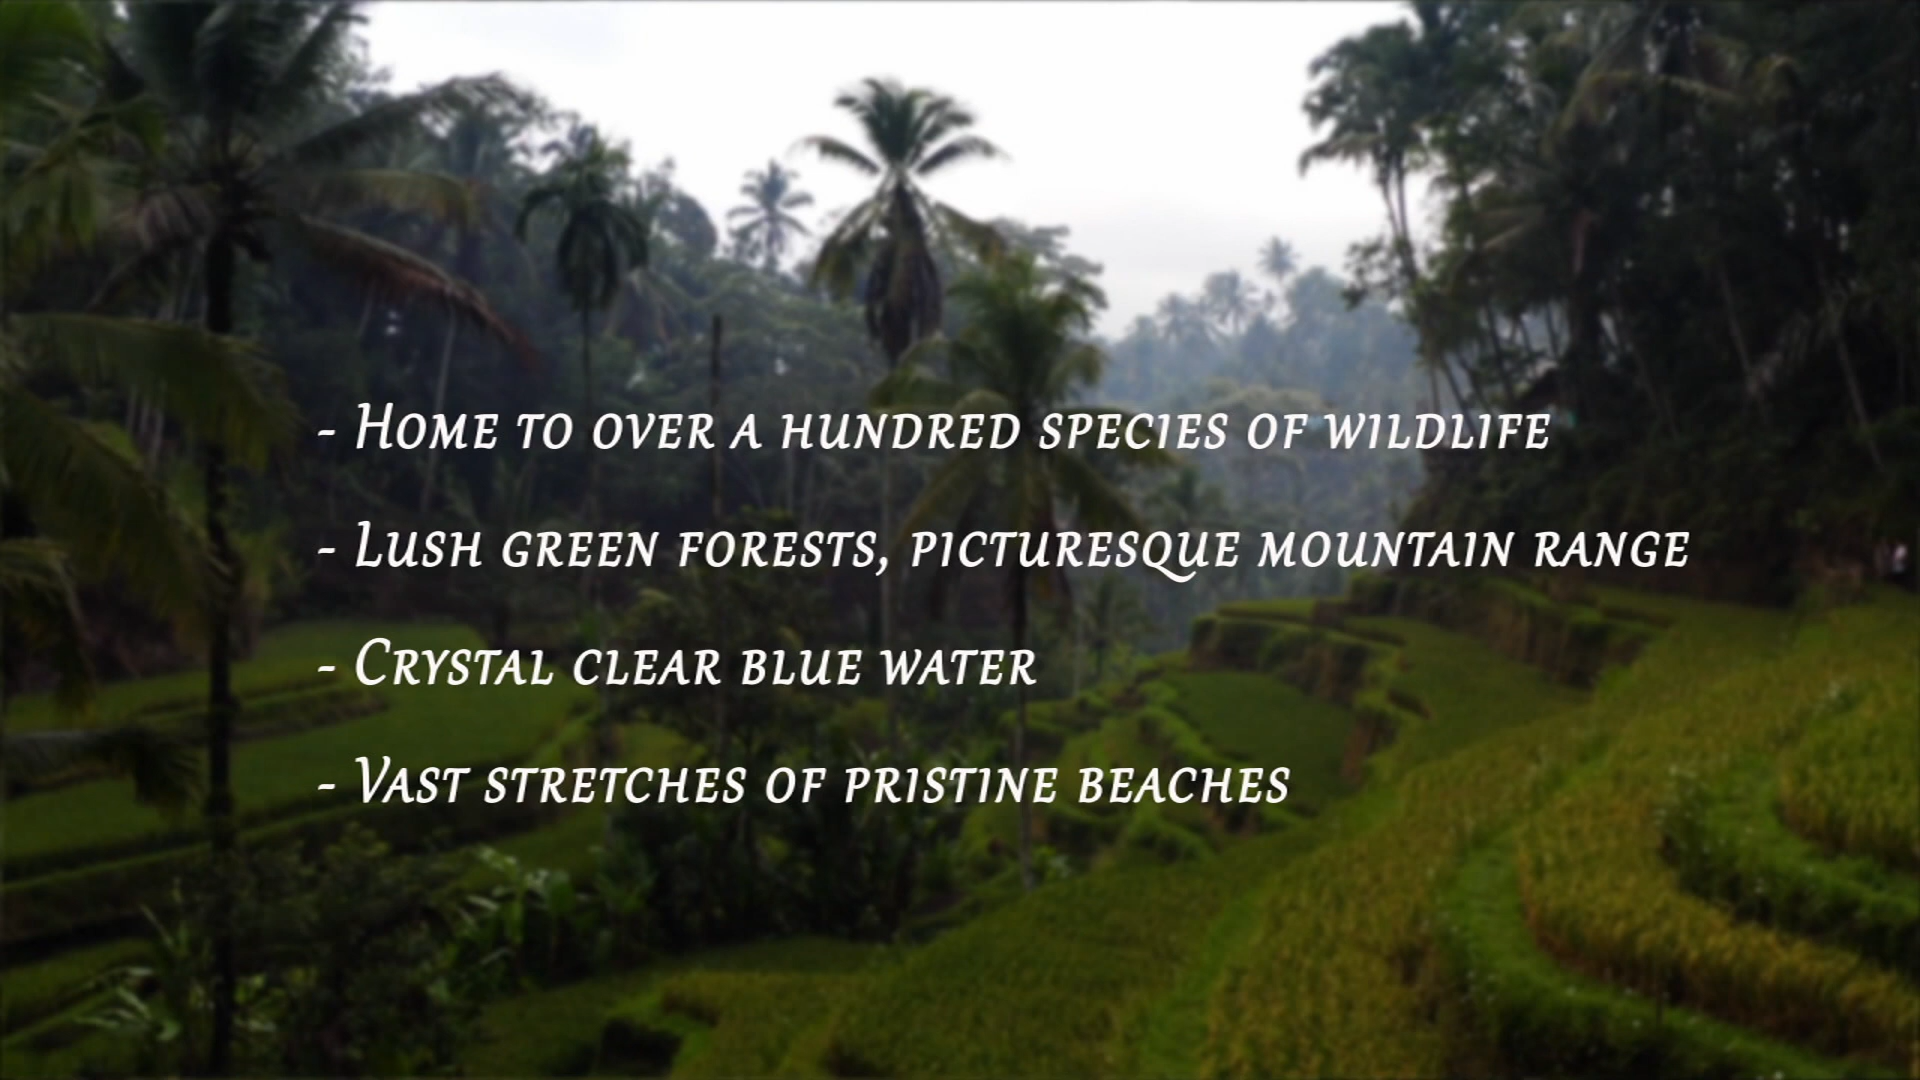 - Home to over a hundred species of wildlife
- Lush green forests, picturesque mountain range
- Crystal clear blue water
- Vast stretches of pristine beaches